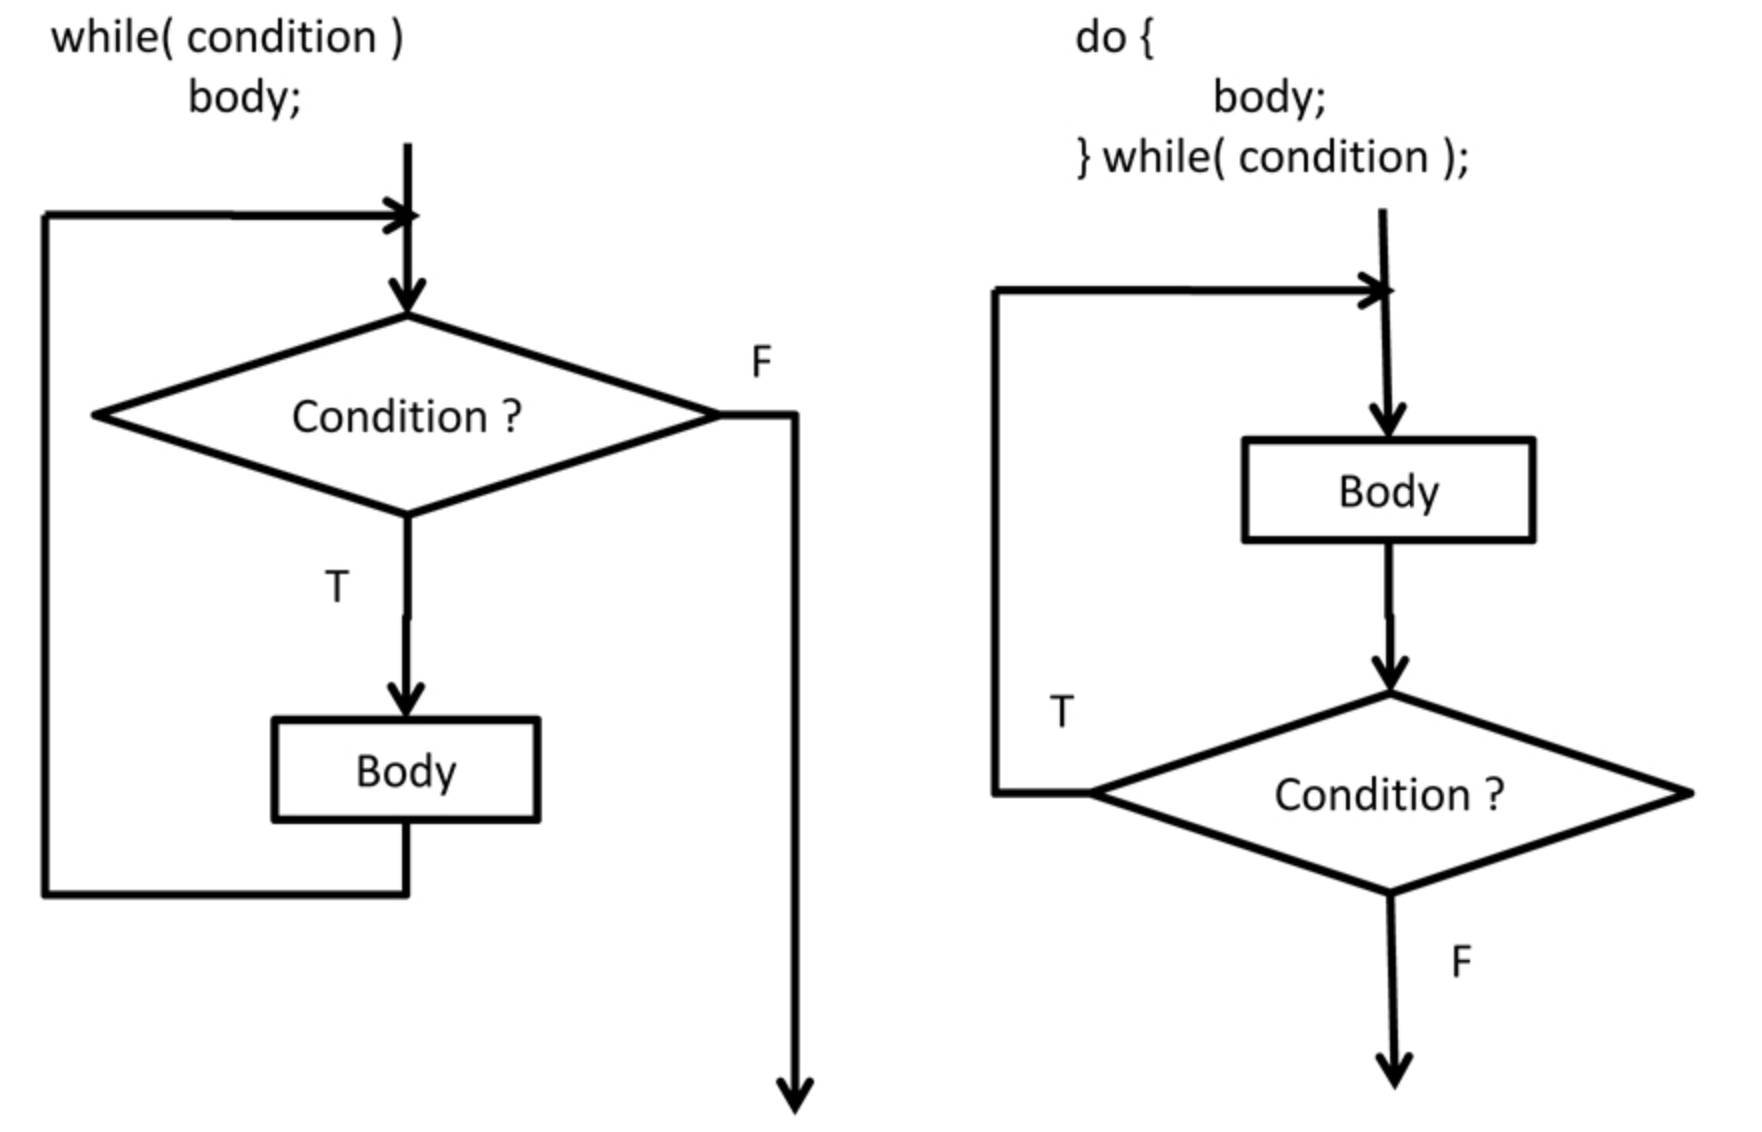 while( condition )
body;
F
Condition ?
T
Body
do {
body;
} while( condition );
Body
T
Condition ?
F